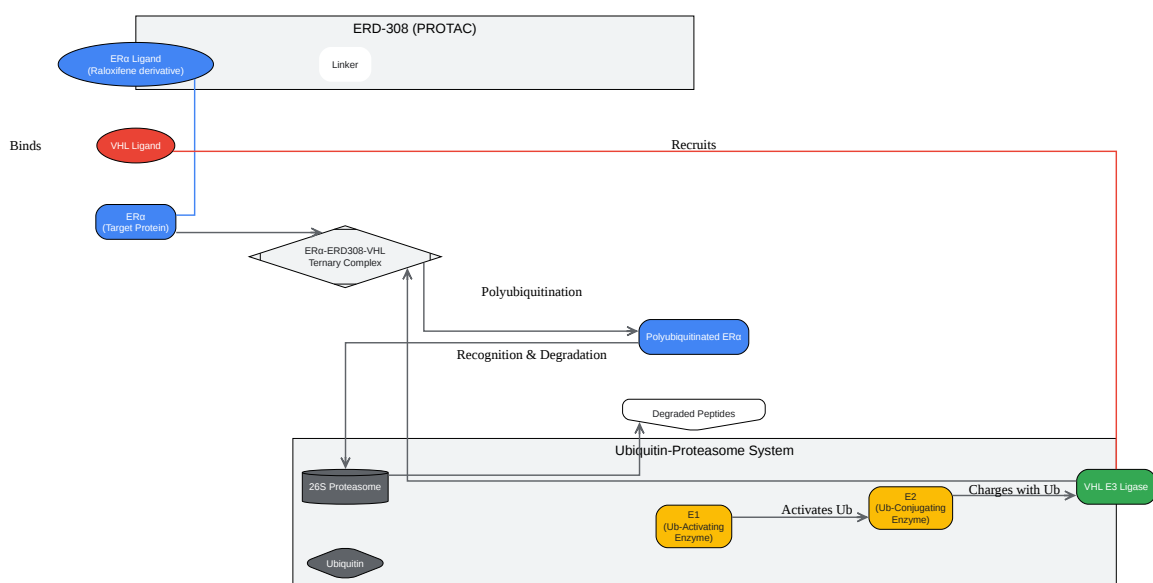 ERD-308 (PROTAC)
ERα Ligand
(Raloxifene derivative)
Linker
Binds
VHL Ligand
Recruits
ERα
(Target Protein)
ERα-ERD308-VHL
Ternary Complex
Polyubiquitination
Polyubiquitinated ERα
Recognition & Degradation
Degraded Peptides
Ubiquitin-Proteasome System
26S Proteasome
VHL E3 Ligase
Charges with Ub
E2
(Ub-Conjugating
Enzyme)
Activates Ub
E1
(Ub-Activating
Enzyme)
Ubiquitin